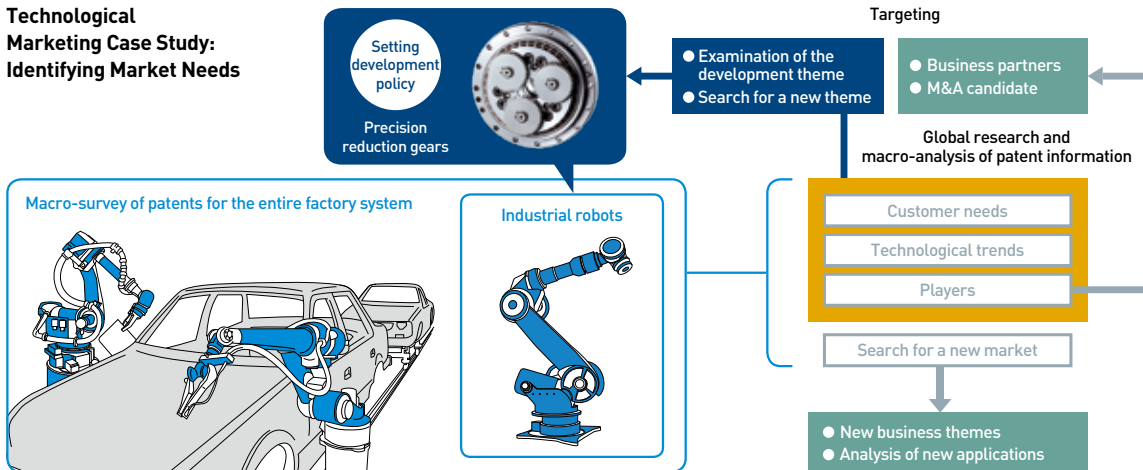 Technological
Marketing Case Study:
Identifying Market Needs
Setting
development
policy
Precision
reduction gears
Targeting
● Examination of the
development theme
● Search for a new theme
● Business partners
● M&A candidate
Global research and
macro-analysis of patent information
Macro-survey of patents for the entire factory system
Industrial robots
Customer needs
Technological trends
Players
Search for a new market
● New business themes
● Analysis of new applications